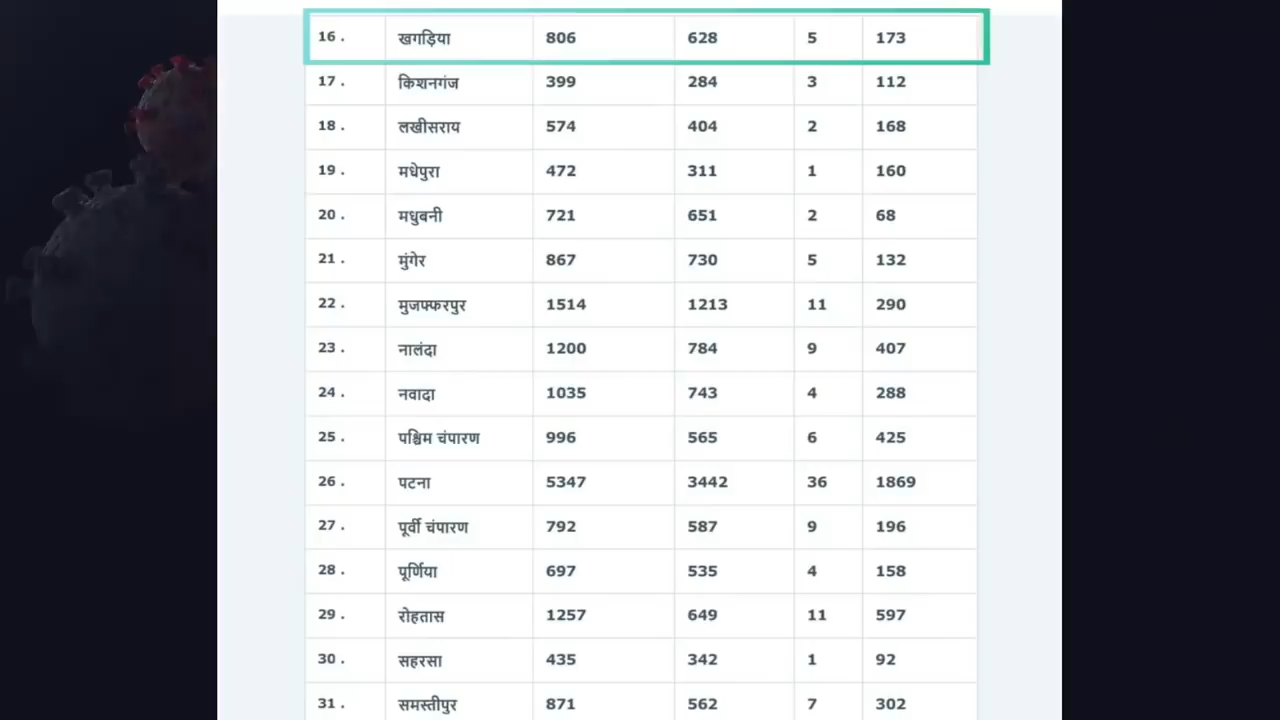 16 . खगड़िया 806 628 5 173
17 . किशनगंज 399 284 3 112
18 . लखीसराय 574 404 2 168
19 . मधेपुरा 472 311 1 160
20 . मधुबनी 721 651 2 68
21 . मुंगेर 867 730 5 132
22 . मुजफ्फरपुर 1514 1213 11 290
23 . नालंदा 1200 784 9 407
24 . नवादा 1035 743 4 288
25 . पश्चिम चंपारण 996 565 6 425
26 . पटना 5347 3442 36 1869
27 . पूर्वी चंपारण 792 587 9 196
28 . पूर्णिया 697 535 4 158
29 . रोहतास 1257 649 11 597
30 . सहरसा 435 342 1 92
31 . समस्तीपुर 871 562 7 302